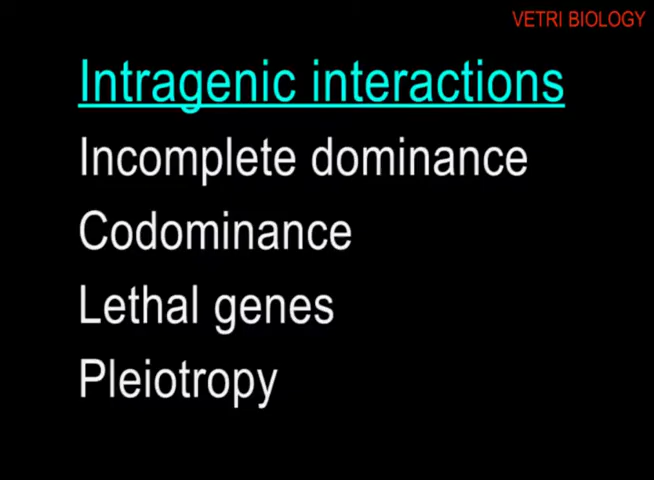 VETRI BIOLOGY
Intragenic interactions
Incomplete dominance
Codominance
Lethal genes
Pleiotropy